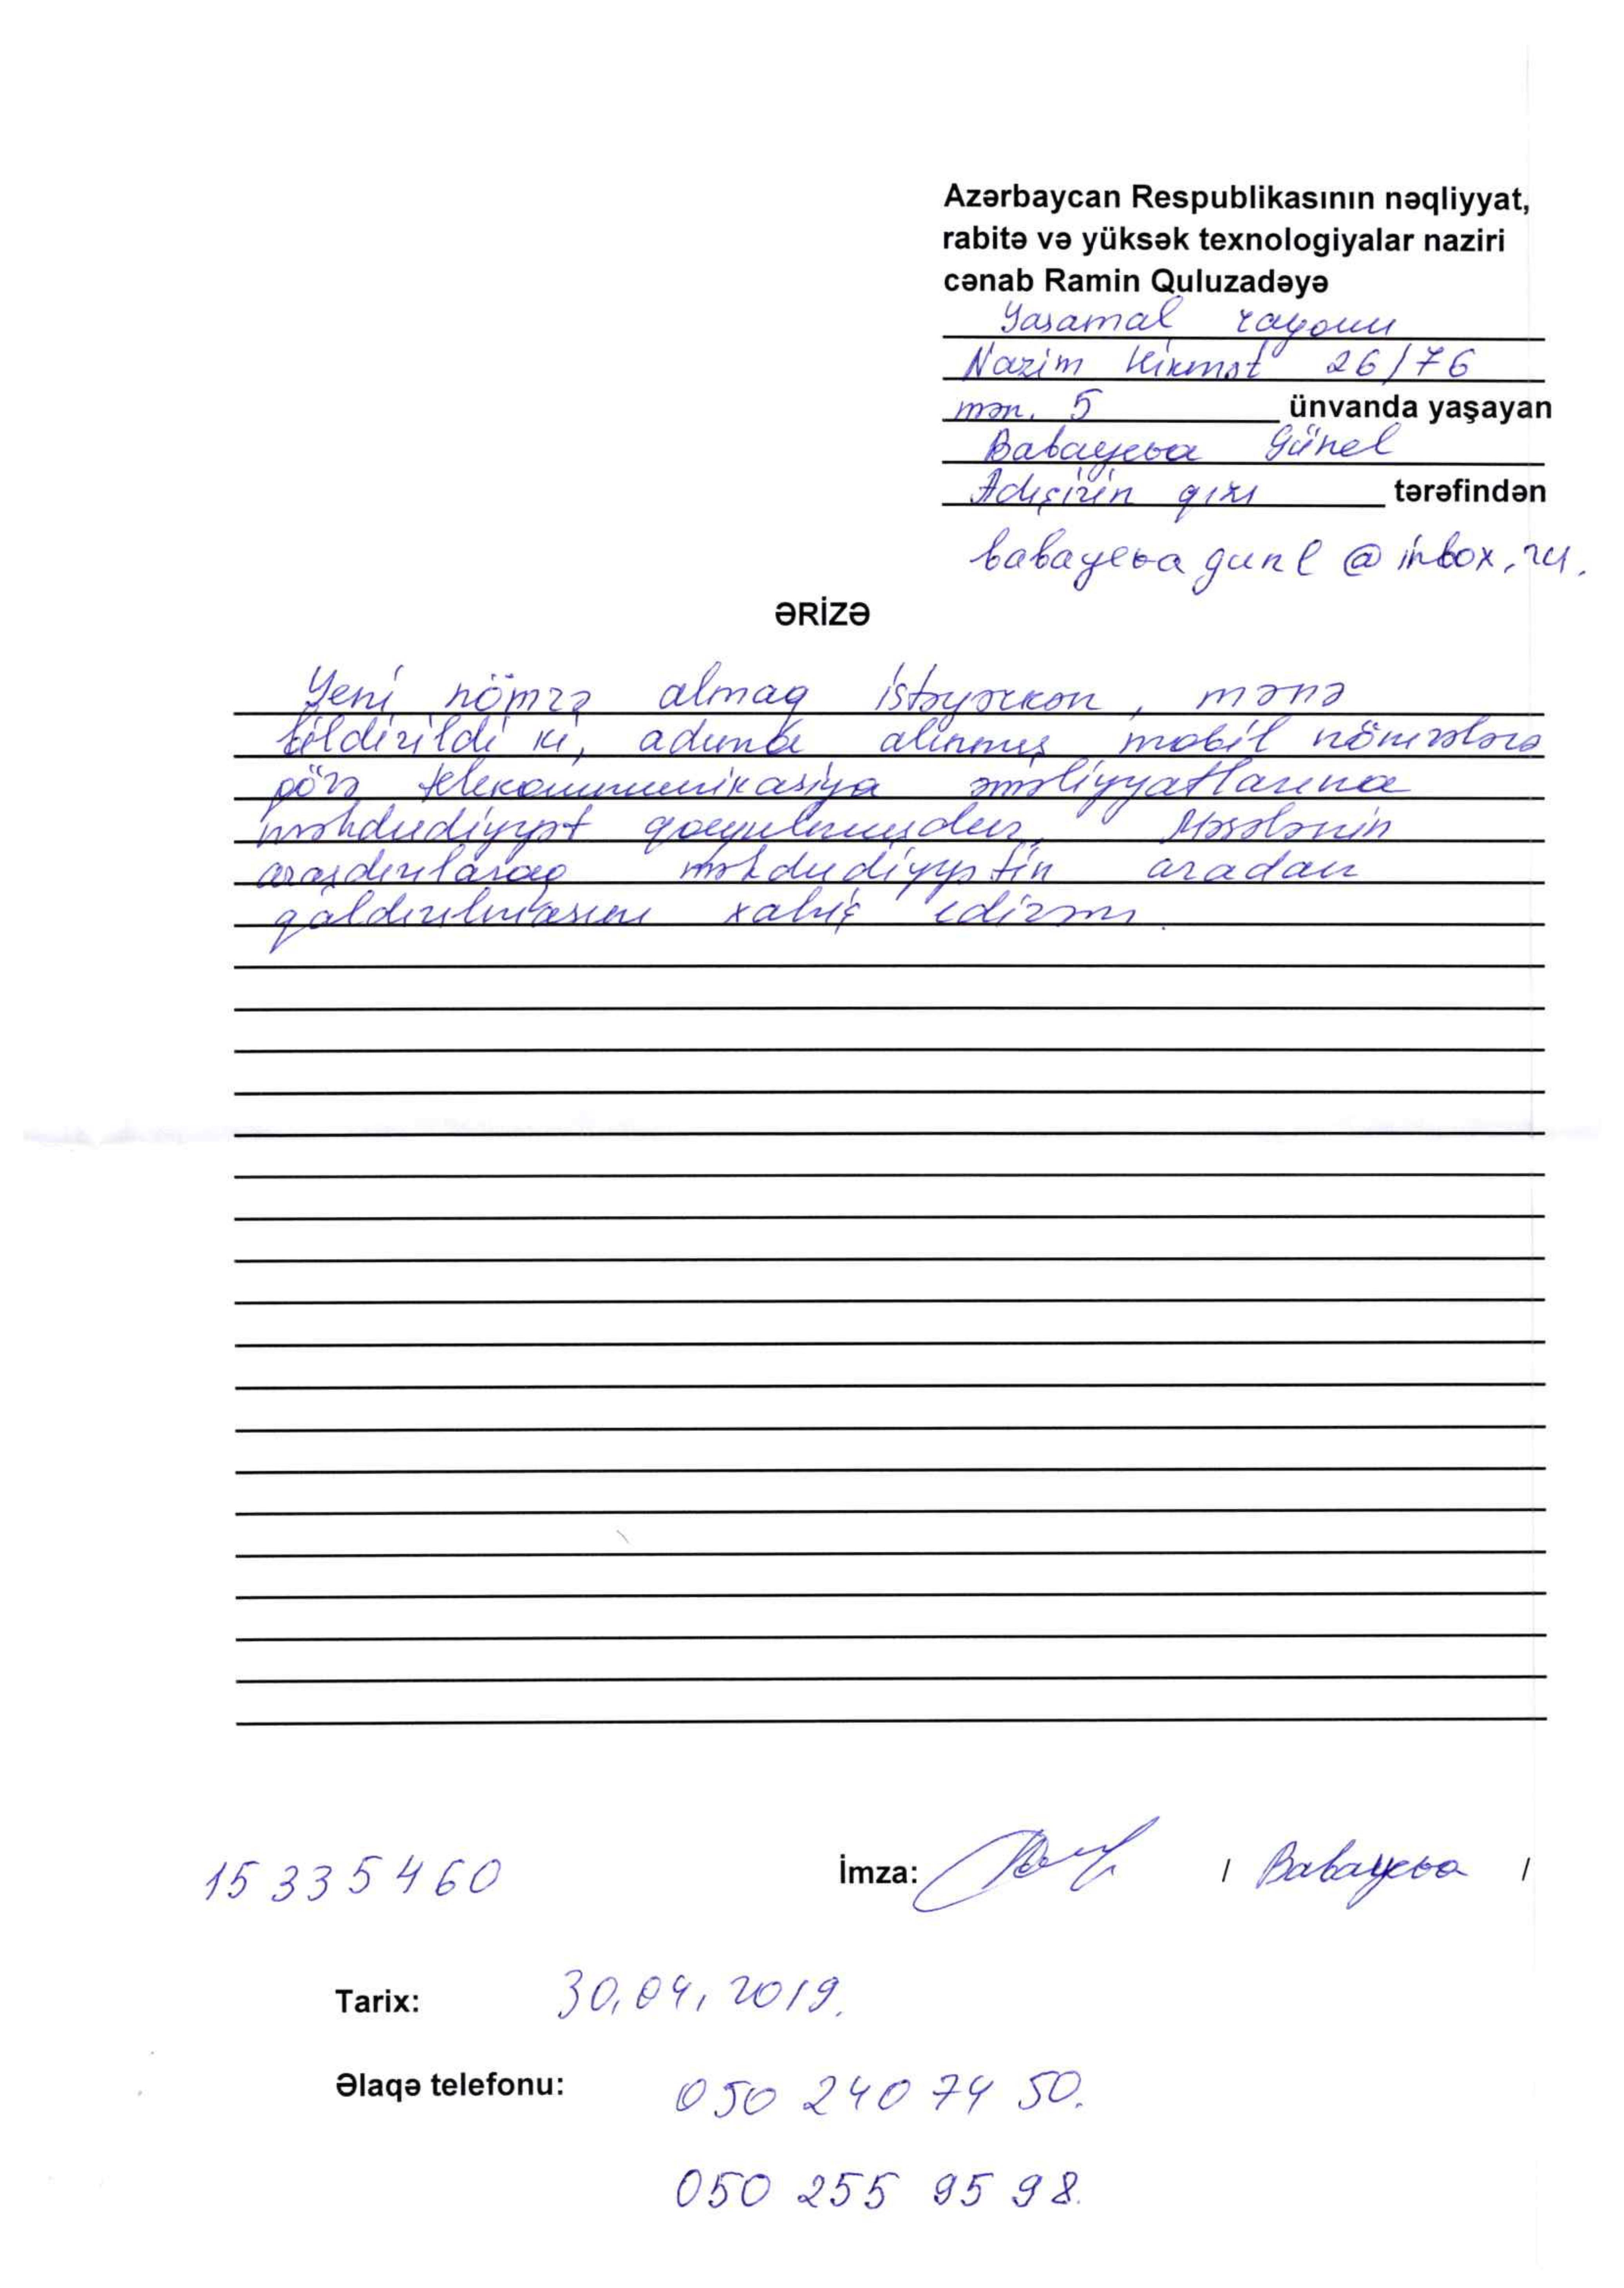 Azərbaycan Respublikasının nəqliyyat,
rabitə və yüksək texnologiyalar naziri
cənab Ramin Quluzadəyə
Yasamal rayonu
Nazim Hikmət 26/76
mən. 5 ünvanda yaşayan
Babayeva Günel
qızı tərəfindən
babayeva gunel @ inbox.ru.
ƏRİZƏ
Yeni nömrə almaq istəyərkən, mənə
bildirildi ki, adıma alınmış mobil nömrələrə
görə telekommunikasiya əməliyyatlarına
məhdudiyyət qoyulmuşdur. Məsələnin
araşdırılaraq məhdudiyyətin aradan
qaldırılmasını xahiş edirəm.
15335460 İmza: / Babayeva /
Tarix: 30.04.2019.
Əlaqə telefonu: 050 240 74 50.
050 255 95 98.